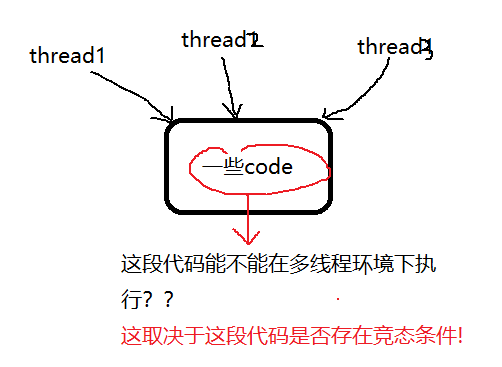 thread1 thread2 thread3
一些code
这段代码能不能在多线程环境下执
行？？
这取决于这段代码是否存在竞态条件!